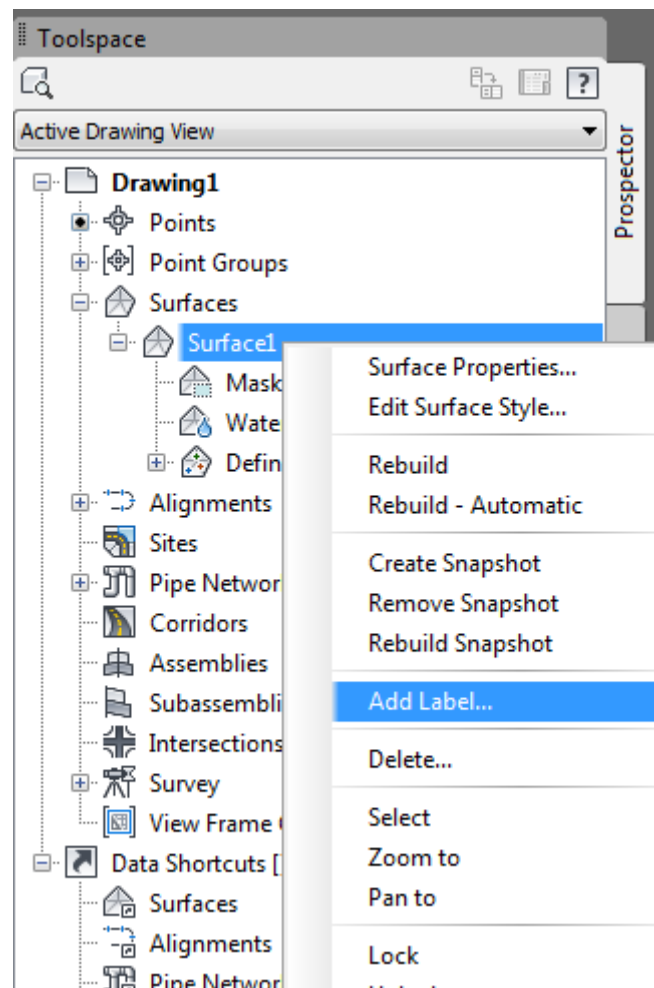 Toolspace
?
Active Drawing View
Prospector
Drawing1
Points
Point Groups
Surfaces
Surface1
Mask
Wate
Defin
Alignments
Sites
Pipe Networ
Corridors
Assemblies
Subassembli
Intersections
Survey
View Frame
Data Shortcuts [
Surfaces
Alignments
Pipe Networ
Surface Properties...
Edit Surface Style...
Rebuild
Rebuild - Automatic
Create Snapshot
Remove Snapshot
Rebuild Snapshot
Add Label...
Delete...
Select
Zoom to
Pan to
Lock